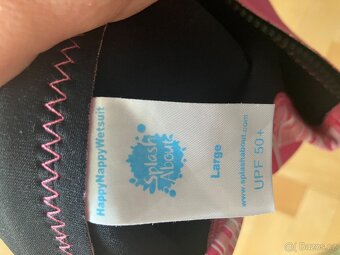 HappyNappyWetsuit
Splash
About
Large
www.splashabout.com
UPF 50+